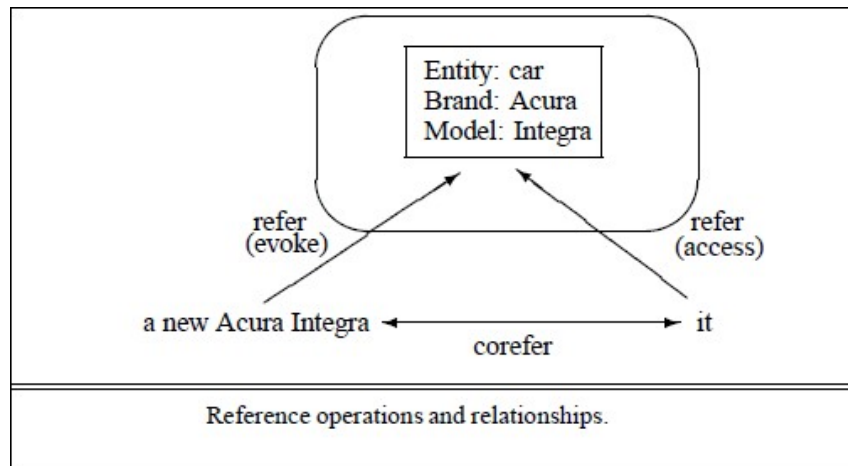 Entity: car
Brand: Acura
Model: Integra
refer
(evoke)
refer
(access)
a new Acura Integra
it
corefer
Reference operations and relationships.